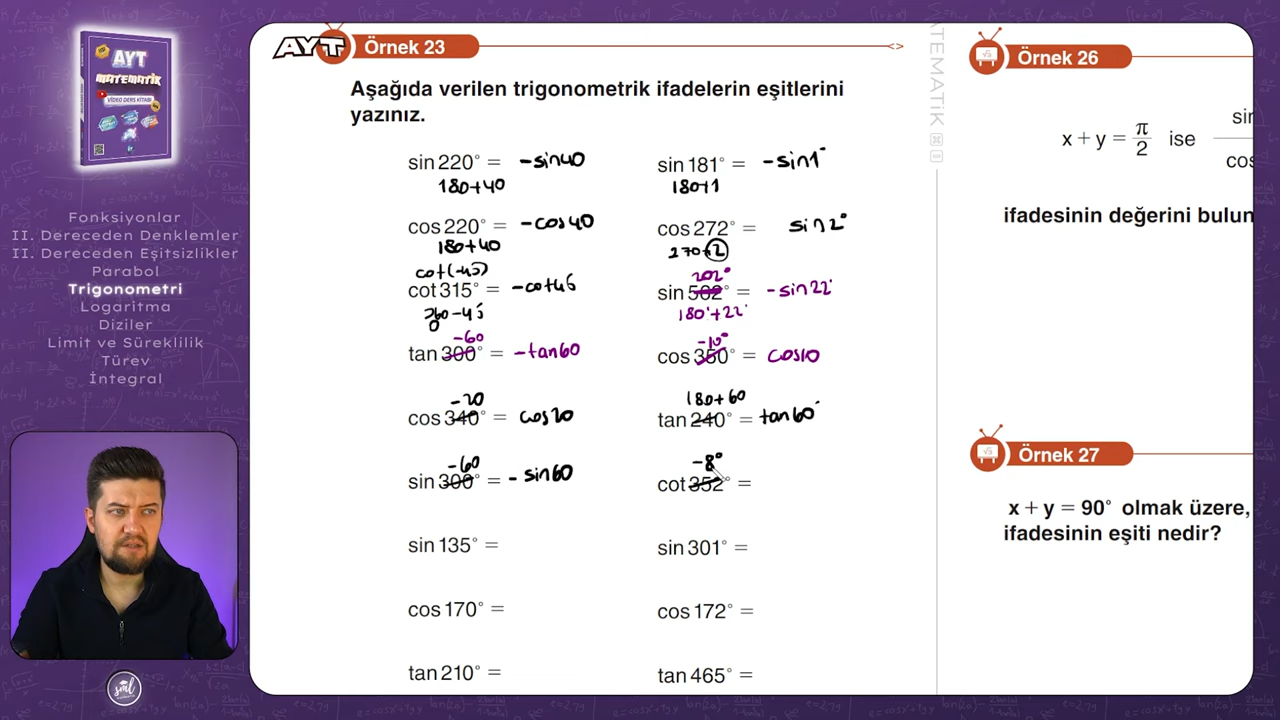 AYT
MATEMATİK
VİDEO DERS KİTABI
Fonksiyonlar
II. Dereceden Denklemler
II. Dereceden Eşitsizlikler
Parabol
Trigonometri
Logaritma
Diziler
Limit ve Süreklilik
Türev
İntegral
sml
AYT Örnek 23
Aşağıda verilen trigonometrik ifadelerin eşitlerini
yazınız.
sin 220° = -sin40
180+40
cos 220° = -cos40
180+40
cot(-45)
cot 315° = -cot45
360-45
0
-60
tan 300° = -tan60
-20
cos 340° = cos20
-60
sin 300° = -sin60
sin 135° =
cos 170° =
tan 210° =
sin 181° = -sin1°
180+1
cos 272° = sin2°
270+2
202°
sin 562° = -sin22°
180°+22°
-10°
cos 350° = cos10
180+60
tan 240° = tan60°
-8°
cot 352° =
sin 301° =
cos 172° =
tan 465° =
TEMATİK
Örnek 26
x + y = π/2 ise
sin
cos
ifadesinin değerini bulun
Örnek 27
x + y = 90° olmak üzere,
ifadesinin eşiti nedir?